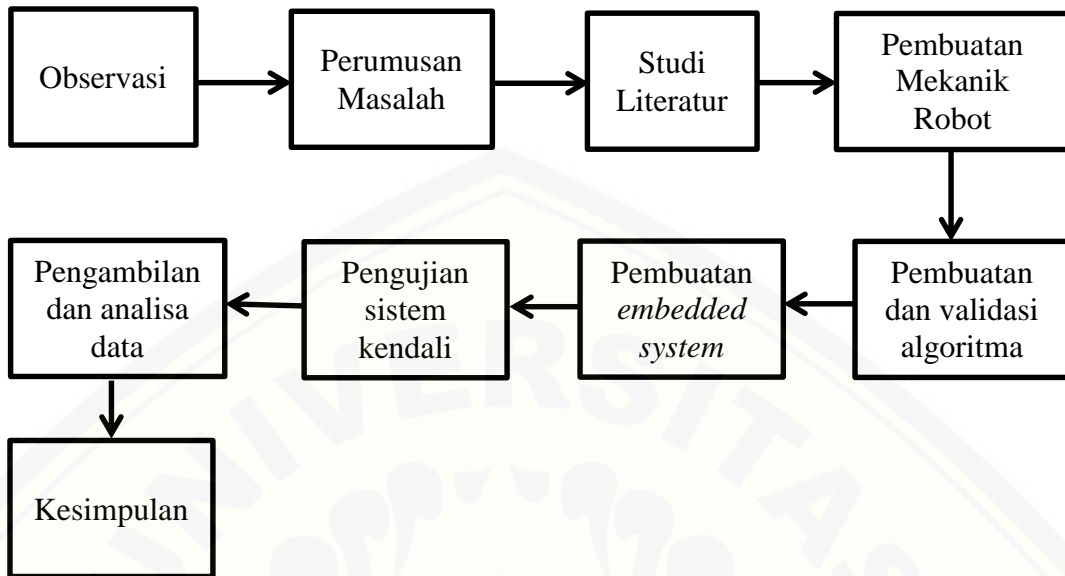 Observasi
Perumusan
Masalah
Studi
Literatur
Pembuatan
Mekanik
Robot
Pembuatan
dan validasi
algoritma
Pembuatan
embedded
system
Pengujian
sistem
kendali
Pengambilan
dan analisa
data
Kesimpulan
UNIVERSITAS